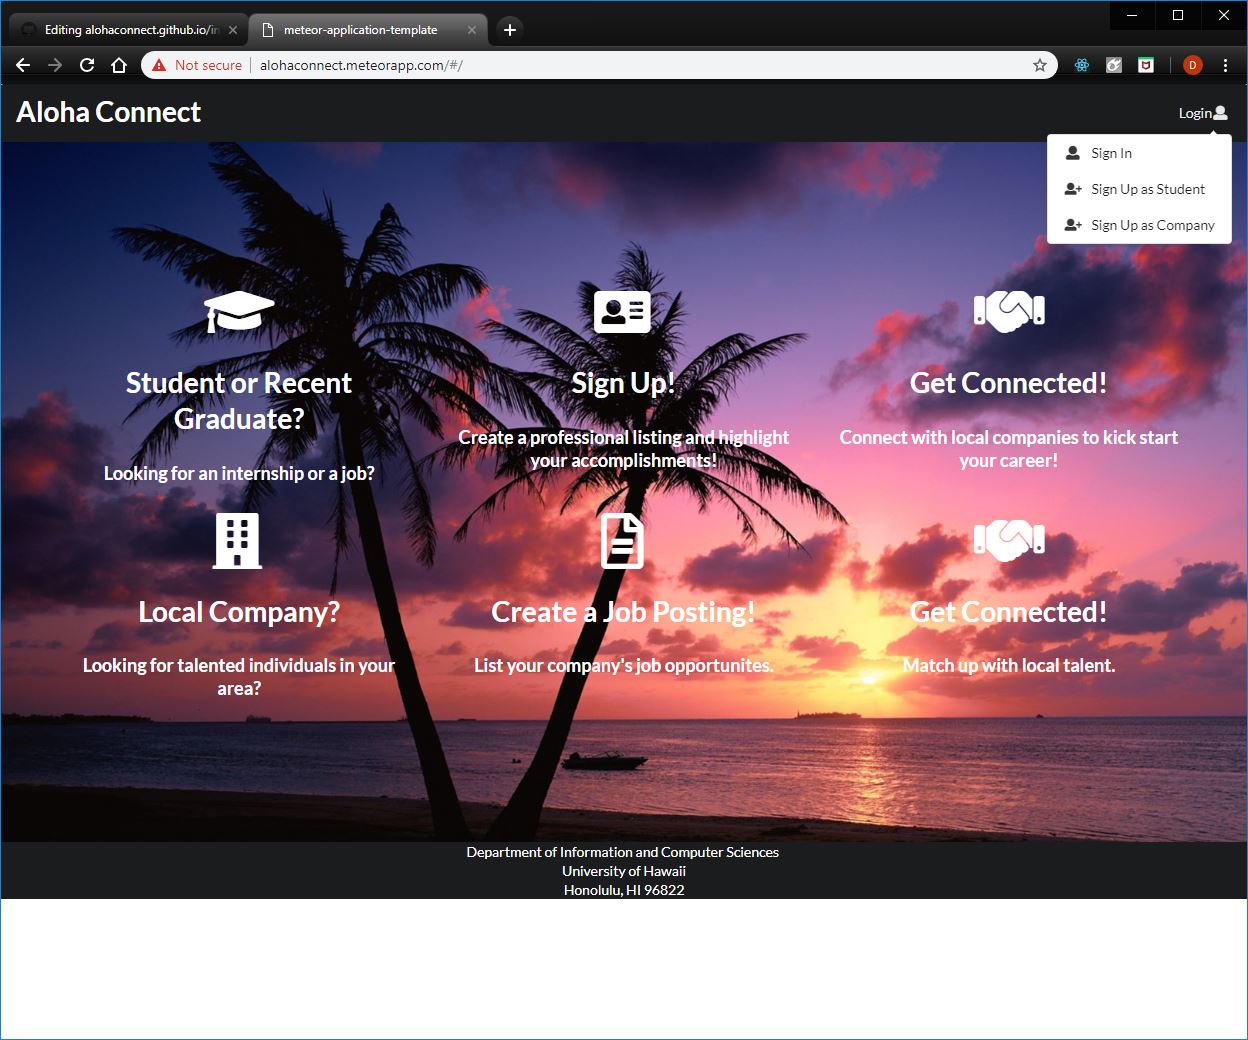 Editing alohaconnect.github.io/in
meteor-application-template
Not secure
alohaconnect.meteorapp.com/#/
D
Aloha Connect
Login
Sign In
Sign Up as Student
Sign Up as Company
Student or Recent
Graduate?
Looking for an internship or a job?
Sign Up!
Create a professional listing and highlight
your accomplishments!
Get Connected!
Connect with local companies to kick start
your career!
Local Company?
Looking for talented individuals in your
area?
Create a Job Posting!
List your company's job opportunites.
Get Connected!
Match up with local talent.
Department of Information and Computer Sciences
University of Hawaii
Honolulu, HI 96822